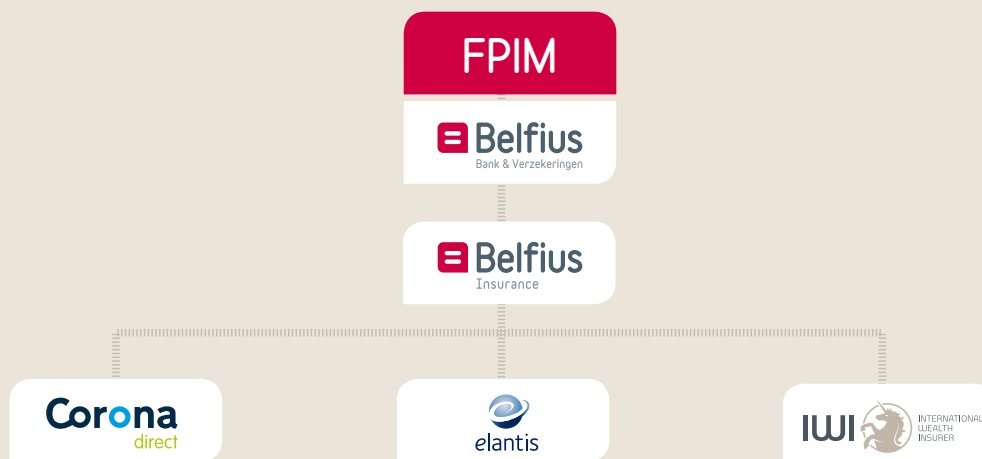 FPIM
Belfius
Bank & Verzekeringen
Belfius
Insurance
Corona
direct
elantis
IWI
INTERNATIONAL
WEALTH
INSURER